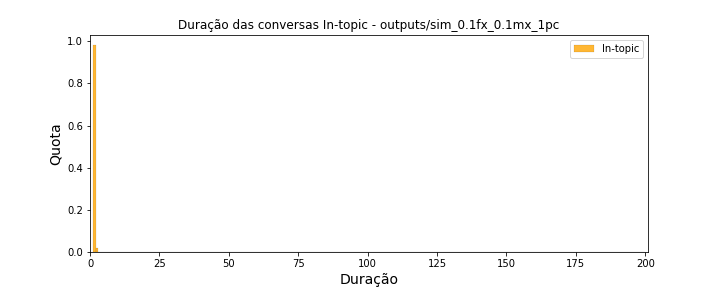 Duração das conversas In-topic - outputs/sim_0.1fx_0.1mx_1pc
In-topic
Quota
1.0
0.8
0.6
0.4
0.2
0.0
0 25 50 75 100 125 150 175 200
Duração